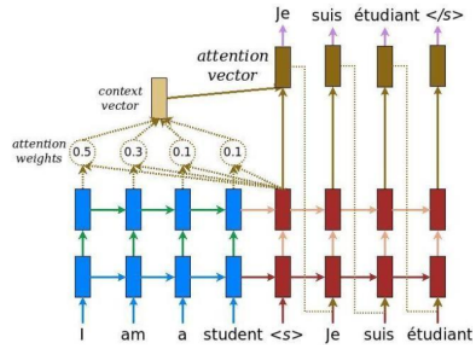 Je suis étudiant </s>
attention
vector
context
vector
attention
weights
0.5 0.3 0.1 0.1
I am a student <s> Je suis étudiant